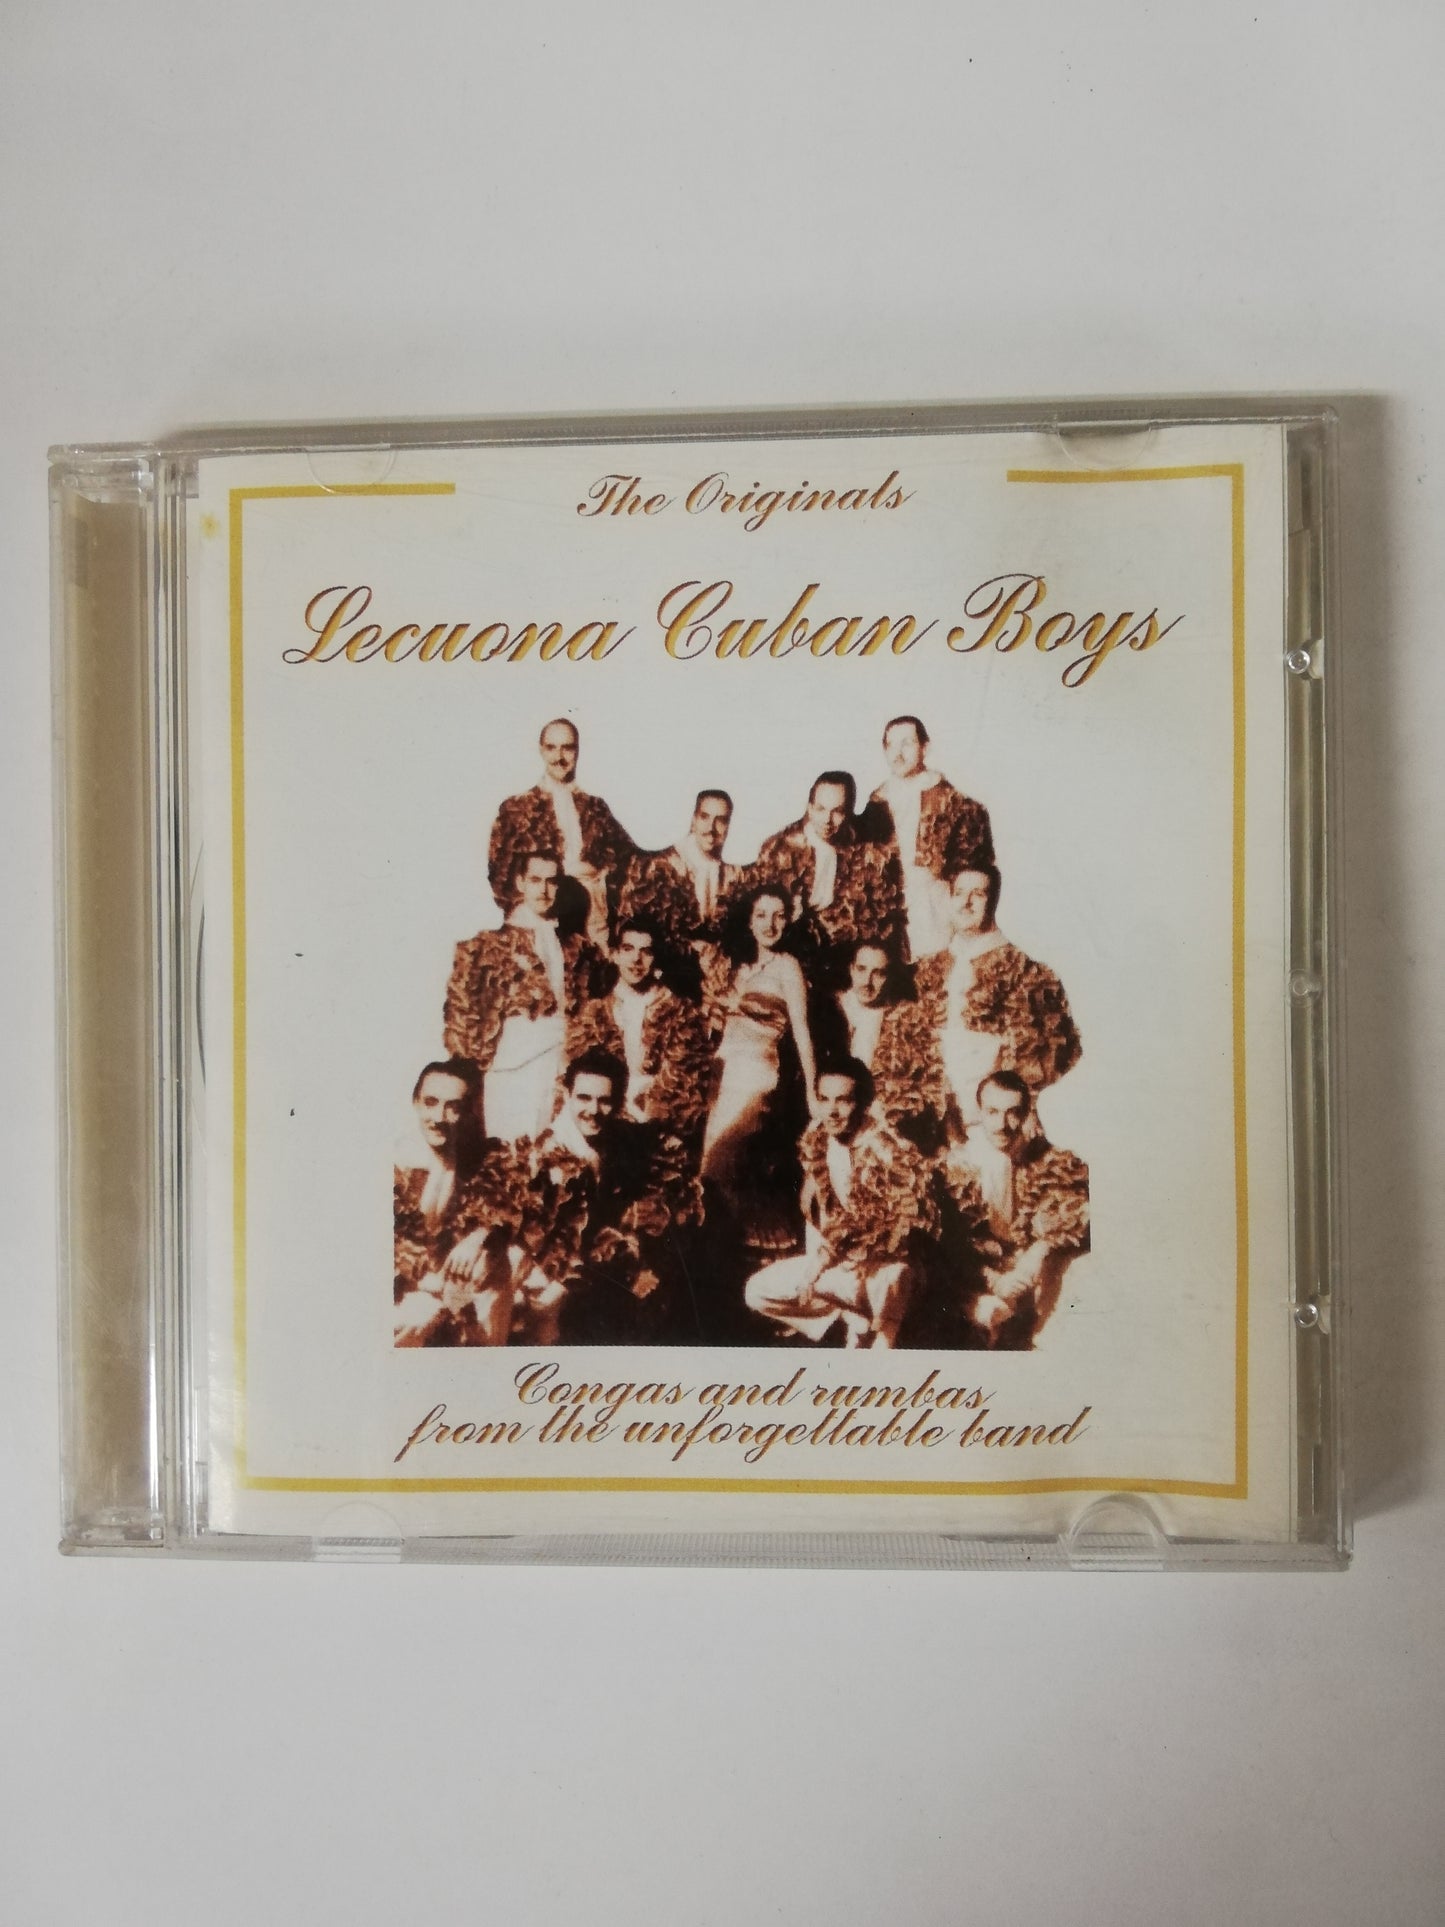 The Originals
Lecuona Cuban Boys
Congas and rumbas
from the unforgettable band